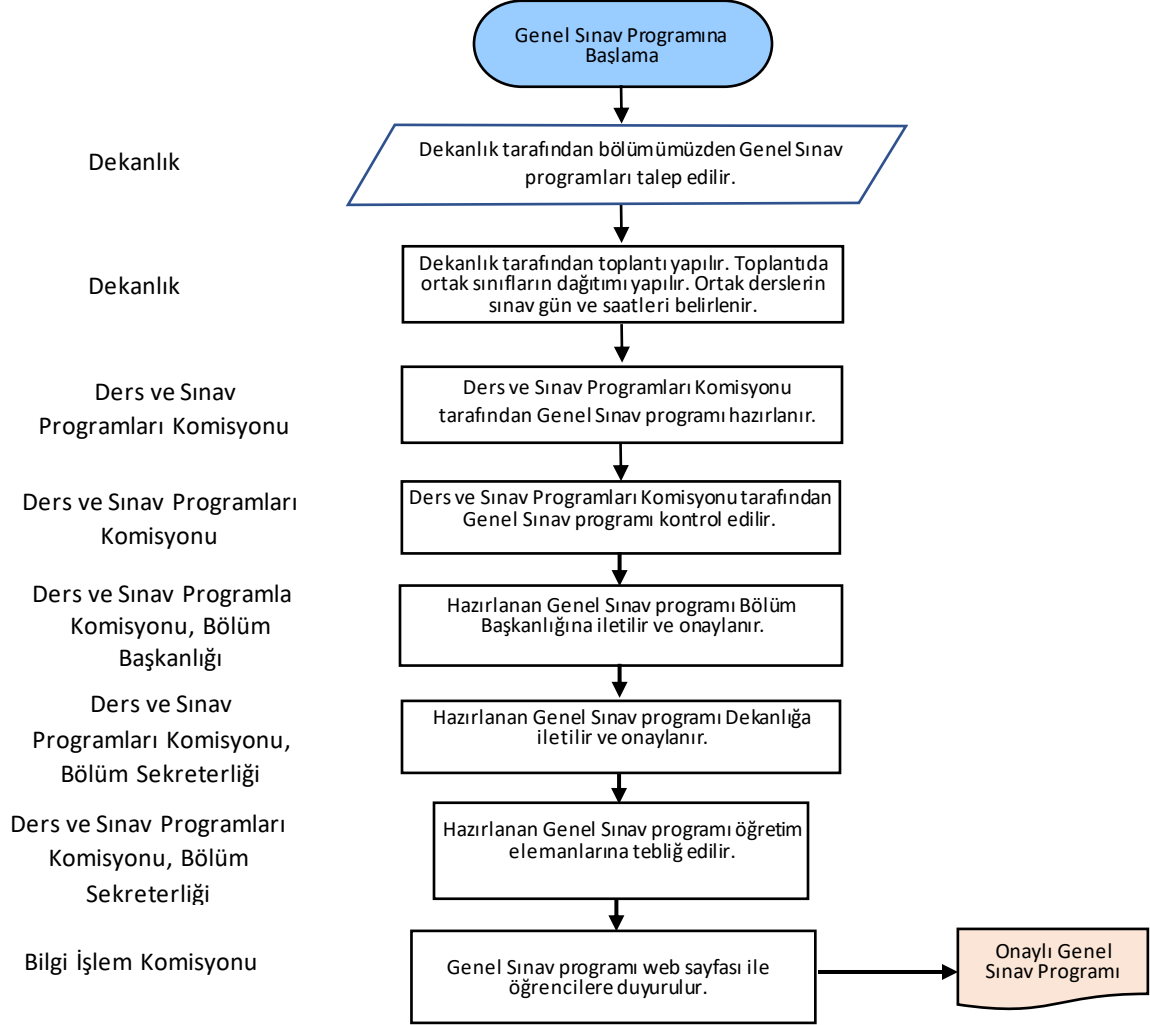 Genel Sınav Programına
Başlama
Dekanlık
Dekanlık tarafından bölümümüzden Genel Sınav
programları talep edilir.
Dekanlık
Dekanlık tarafından toplantı yapılır. Toplantıda
ortak sınıfların dağıtımı yapılır. Ortak derslerin
sınav gün ve saatleri belirlenir.
Ders ve Sınav
Programları Komisyonu
Ders ve Sınav Programları Komisyonu
tarafından Genel Sınav programı hazırlanır.
Ders ve Sınav Programları
Komisyonu
Ders ve Sınav Programları Komisyonu tarafından
Genel Sınav programı kontrol edilir.
Ders ve Sınav Programla
Komisyonu, Bölüm
Başkanlığı
Hazırlanan Genel Sınav programı Bölüm
Başkanlığına iletilir ve onaylanır.
Ders ve Sınav
Programları Komisyonu,
Bölüm Sekreterliği
Hazırlanan Genel Sınav programı Dekanlığa
iletilir ve onaylanır.
Ders ve Sınav Programları
Komisyonu, Bölüm
Sekreterliği
Hazırlanan Genel Sınav programı öğretim
elemanlarına tebliğ edilir.
Bilgi İşlem Komisyonu
Genel Sınav programı web sayfası ile
öğrencilere duyurulur.
Onaylı Genel
Sınav Programı